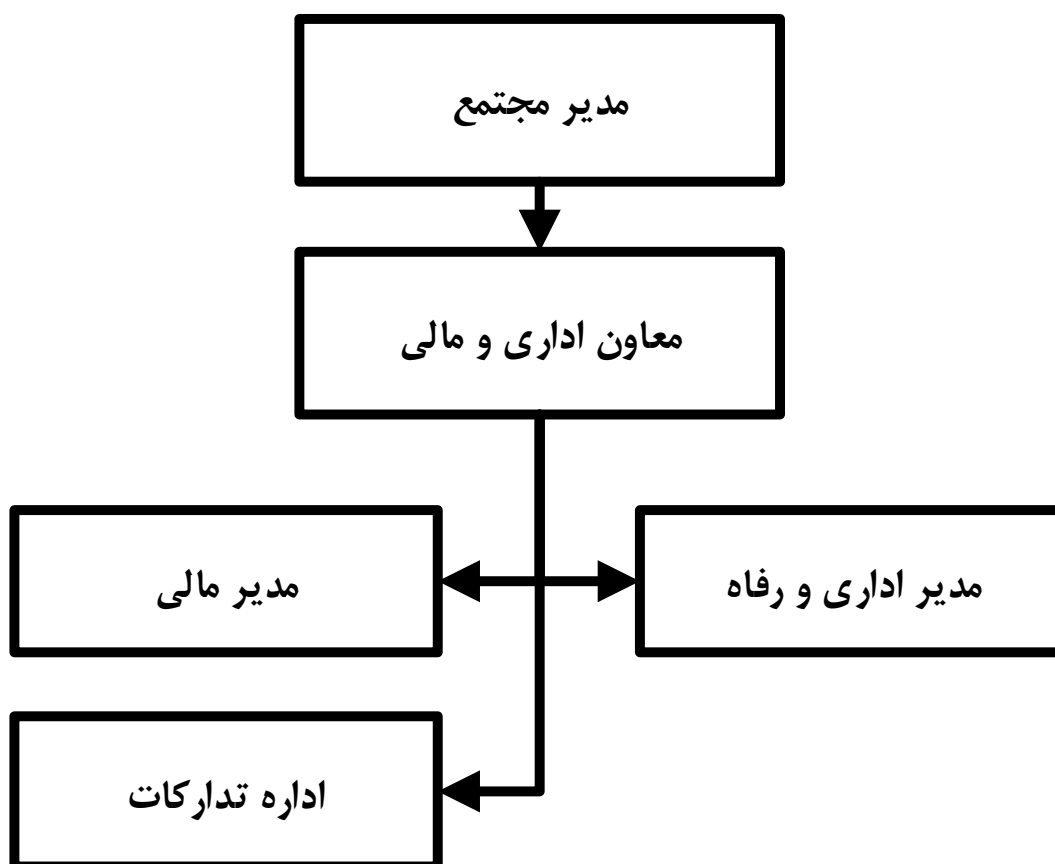 مدیر مجتمع
معاون اداری و مالی
مدیر اداری و رفاه
مدیر مالی
اداره تدارکات